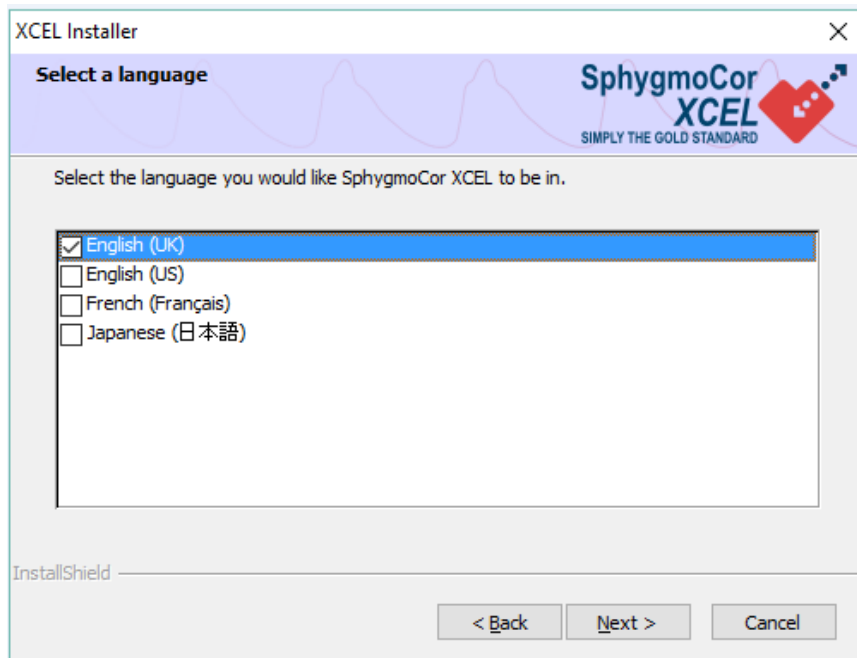 XCEL Installer
Select a language
SphygmoCor
XCEL
SIMPLY THE GOLD STANDARD
Select the language you would like SphygmoCor XCEL to be in.
English (UK)
English (US)
French (Français)
Japanese (日本語)
InstallShield
< Back Next > Cancel